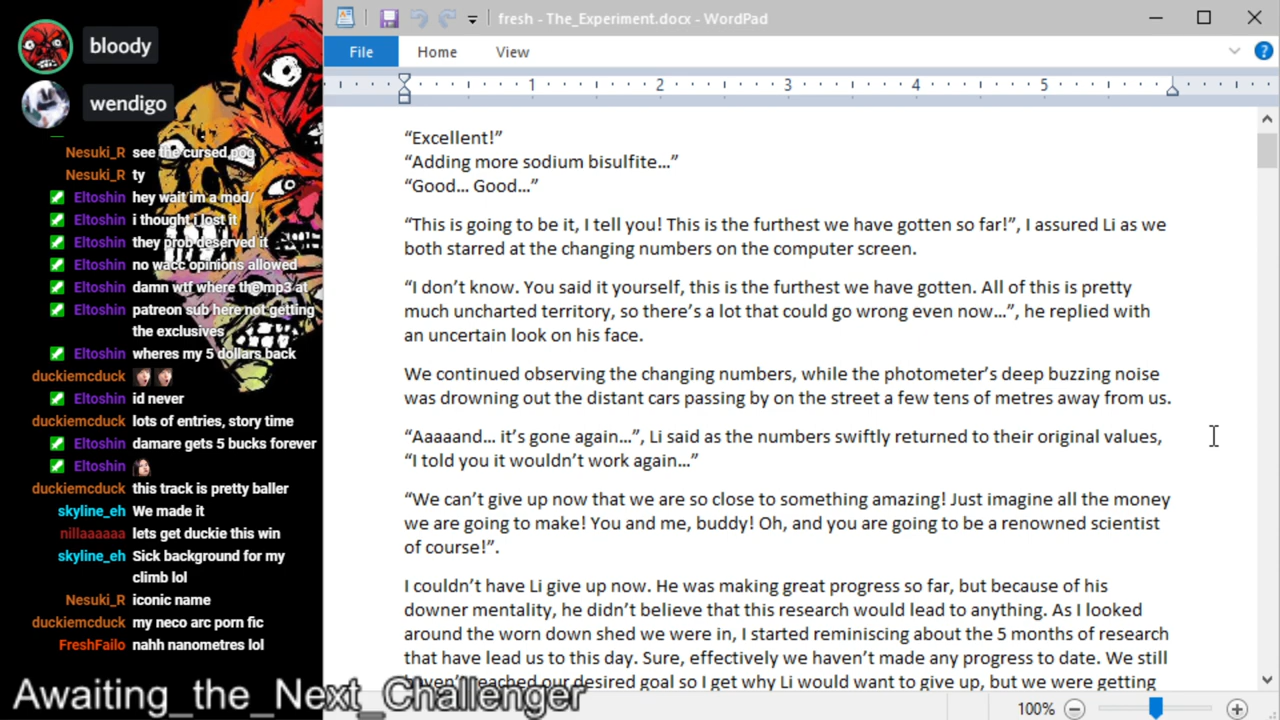 bloody
wendigo
Nesuki_R see the cursed pog
Nesuki_R ty
Eltoshin hey wait im a mod/
Eltoshin i thought i lost it
Eltoshin they prob deserved it
Eltoshin no wacc opinions allowed
Eltoshin damn wtf where the mp3 at
Eltoshin patreon sub here not getting
the exclusives
Eltoshin wheres my 5 dollars back
duckiemcduck
Eltoshin id never
duckiemcduck lots of entries, story time
Eltoshin damare gets 5 bucks forever
Eltoshin
duckiemcduck this track is pretty baller
skyline_eh We made it
nillaaaaaa lets get duckie this win
skyline_eh Sick background for my
climb lol
Nesuki_R iconic name
duckiemcduck my neco arc porn fic
FreshFailo nahh nanometres lol
Awaiting_the_Next_Challenger
fresh - The_Experiment.docx - WordPad
File Home View
1 2 3 4 5
“Excellent!”
“Adding more sodium bisulfite…”
“Good… Good…”
“This is going to be it, I tell you! This is the furthest we have gotten so far!”, I assured Li as we
both starred at the changing numbers on the computer screen.
“I don’t know. You said it yourself, this is the furthest we have gotten. All of this is pretty
much uncharted territory, so there’s a lot that could go wrong even now…”, he replied with
an uncertain look on his face.
We continued observing the changing numbers, while the photometer’s deep buzzing noise
was drowning out the distant cars passing by on the street a few tens of metres away from us.
“Aaaaand… it’s gone again…”, Li said as the numbers swiftly returned to their original values,
“I told you it wouldn’t work again…”
“We can’t give up now that we are so close to something amazing! Just imagine all the money
we are going to make! You and me, buddy! Oh, and you are going to be a renowned scientist
of course!”.
I couldn’t have Li give up now. He was making great progress so far, but because of his
downer mentality, he didn’t believe that this research would lead to anything. As I looked
around the worn down shed we were in, I started reminiscing about the 5 months of research
that have lead us to this day. Sure, effectively we haven’t made any progress to date. We still
haven’t reached our desired goal so I get why Li would want to give up, but we were getting
100%